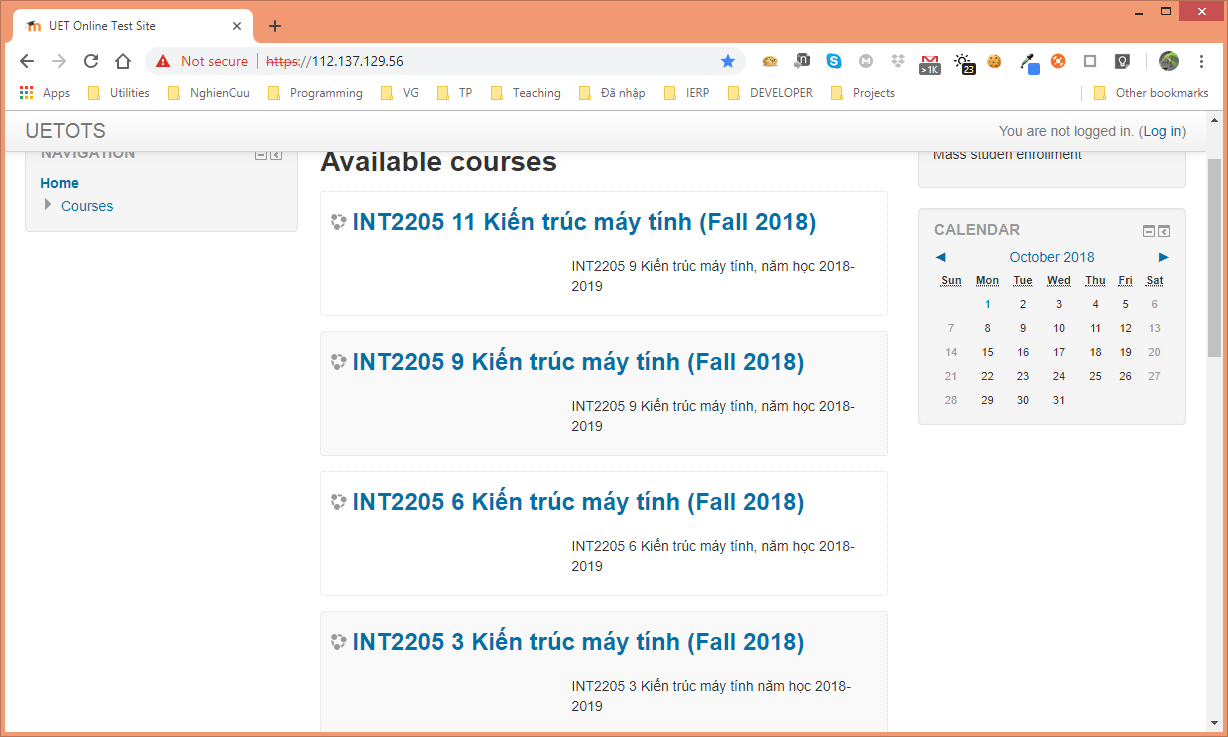 UET Online Test Site
Not secure
https://112.137.129.56
>1K
23
Apps
Utilities
NghienCuu
Programming
VG
TP
Teaching
Đã nhập
IERP
DEVELOPER
Projects
Other bookmarks
UETOTS
You are not logged in. (Log in)
NAVIGATION
Home
Courses
Available courses
INT2205 11 Kiến trúc máy tính (Fall 2018)
INT2205 9 Kiến trúc máy tính, năm học 2018-
2019
INT2205 9 Kiến trúc máy tính (Fall 2018)
INT2205 9 Kiến trúc máy tính, năm học 2018-
2019
INT2205 6 Kiến trúc máy tính (Fall 2018)
INT2205 6 Kiến trúc máy tính, năm học 2018-
2019
INT2205 3 Kiến trúc máy tính (Fall 2018)
INT2205 3 Kiến trúc máy tính năm học 2018-
2019
Mass studen enrollment
CALENDAR
October 2018
Sun Mon Tue Wed Thu Fri Sat
1 2 3 4 5 6
7 8 9 10 11 12 13
14 15 16 17 18 19 20
21 22 23 24 25 26 27
28 29 30 31